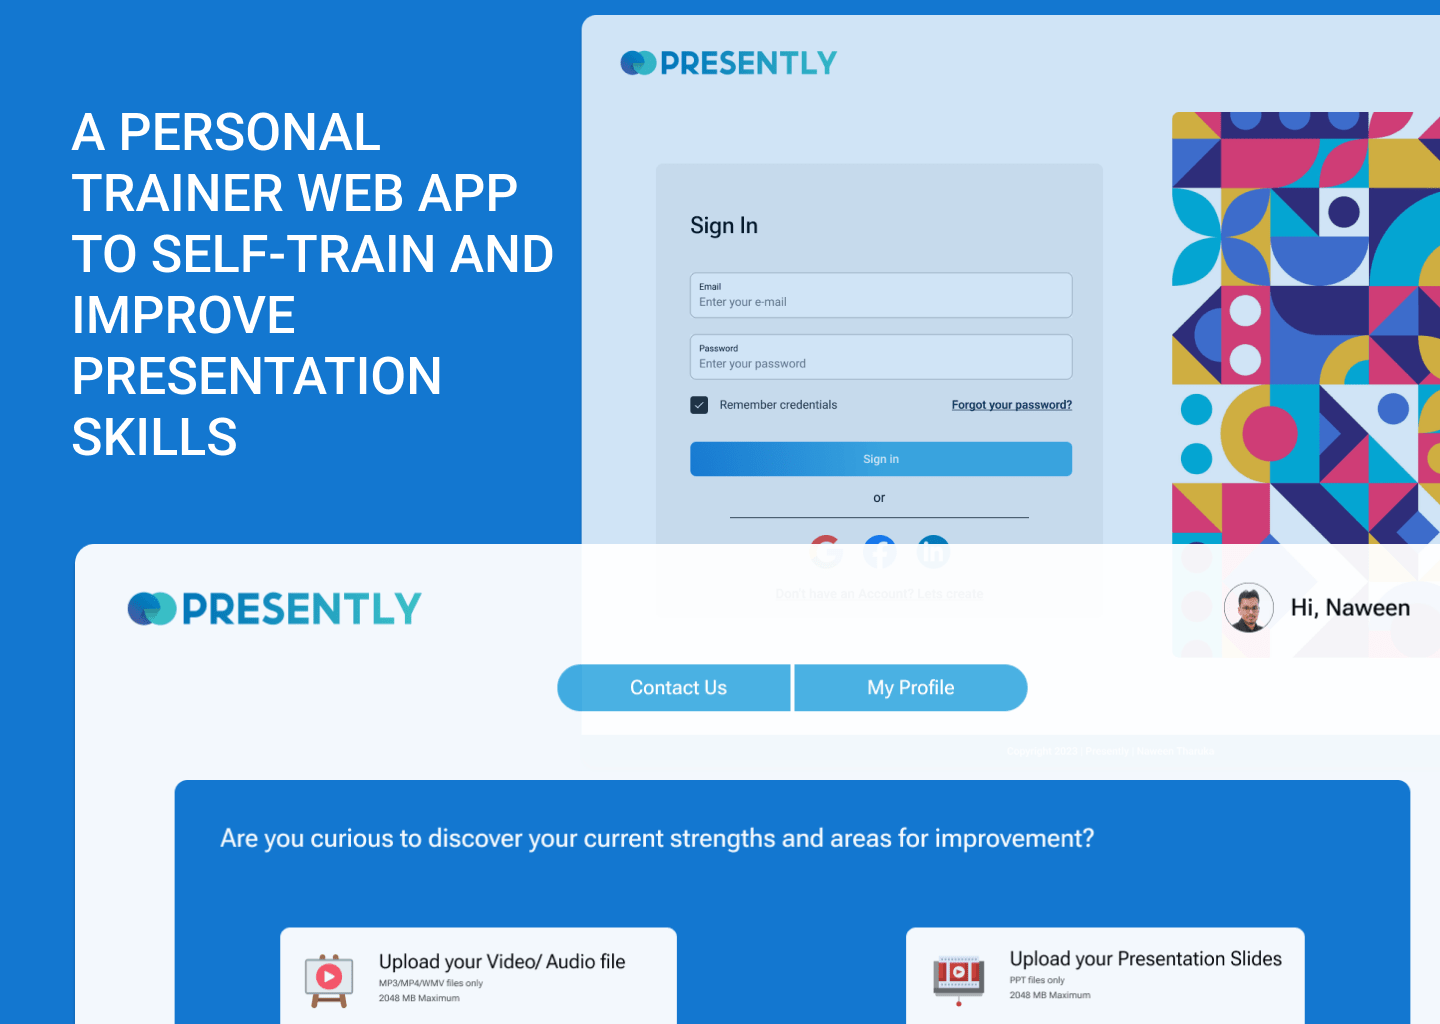 A PERSONAL
TRAINER WEB APP
TO SELF-TRAIN AND
IMPROVE
PRESENTATION
SKILLS
PRESENTLY
Sign In
Email
Enter your e-mail
Password
Enter your password
Remember credentials
Forgot your password?
Sign in
or
Don't have an Account? Lets create
PRESENTLY
Hi, Naween
Contact Us
My Profile
Are you curious to discover your current strengths and areas for improvement?
Upload your Video/ Audio file
MP3/MP4/WMV files only
2048 MB Maximum
Upload your Presentation Slides
PPT files only
2048 MB Maximum